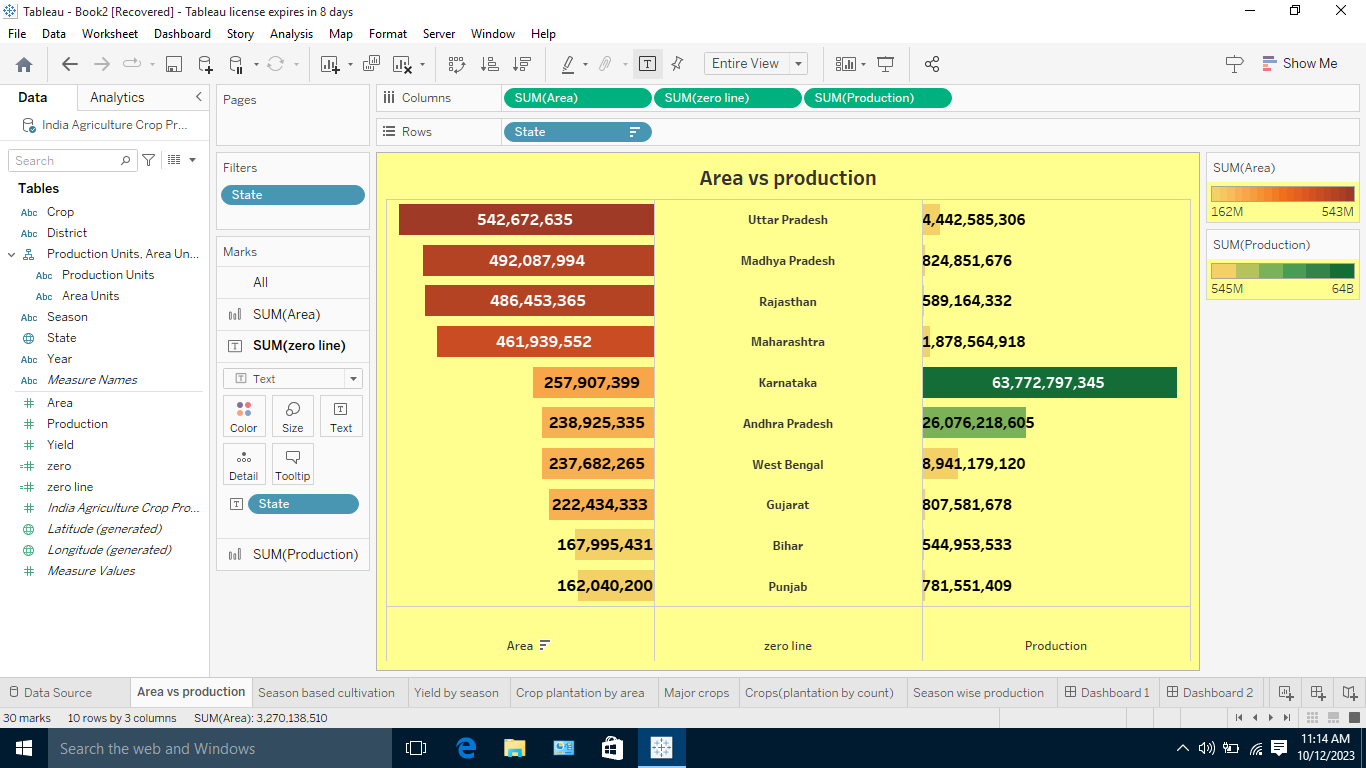 Tableau - Book2 [Recovered] - Tableau license expires in 8 days
File Data Worksheet Dashboard Story Analysis Map Format Server Window Help
Entire View
Show Me
Data Analytics
India Agriculture Crop Pr...
Search
Tables
Abc Crop
Abc District
Production Units, Area Un...
Abc Production Units
Abc Area Units
Abc Season
State
Abc Year
Abc Measure Names
# Area
# Production
# Yield
=# zero
=# zero line
# India Agriculture Crop Pro...
Latitude (generated)
Longitude (generated)
# Measure Values
Pages
Filters
State
Marks
All
SUM(Area)
T SUM(zero line)
T Text
Color Size T Text
Detail Tooltip
T State
SUM(Production)
Columns SUM(Area) SUM(zero line) SUM(Production)
Rows State
Area vs production
542,672,635 Uttar Pradesh 4,442,585,306
492,087,994 Madhya Pradesh 824,851,676
486,453,365 Rajasthan 589,164,332
461,939,552 Maharashtra 1,878,564,918
257,907,399 Karnataka 63,772,797,345
238,925,335 Andhra Pradesh 26,076,218,605
237,682,265 West Bengal 8,941,179,120
222,434,333 Gujarat 807,581,678
167,995,431 Bihar 544,953,533
162,040,200 Punjab 781,551,409
Area zero line Production
SUM(Area)
162M 543M
SUM(Production)
545M 64B
Data Source Area vs production Season based cultivation Yield by season Crop plantation by area Major crops Crops(plantation by count) Season wise production Dashboard 1 Dashboard 2
30 marks 10 rows by 3 columns SUM(Area): 3,270,138,510
Search the web and Windows
11:14 AM
10/12/2023